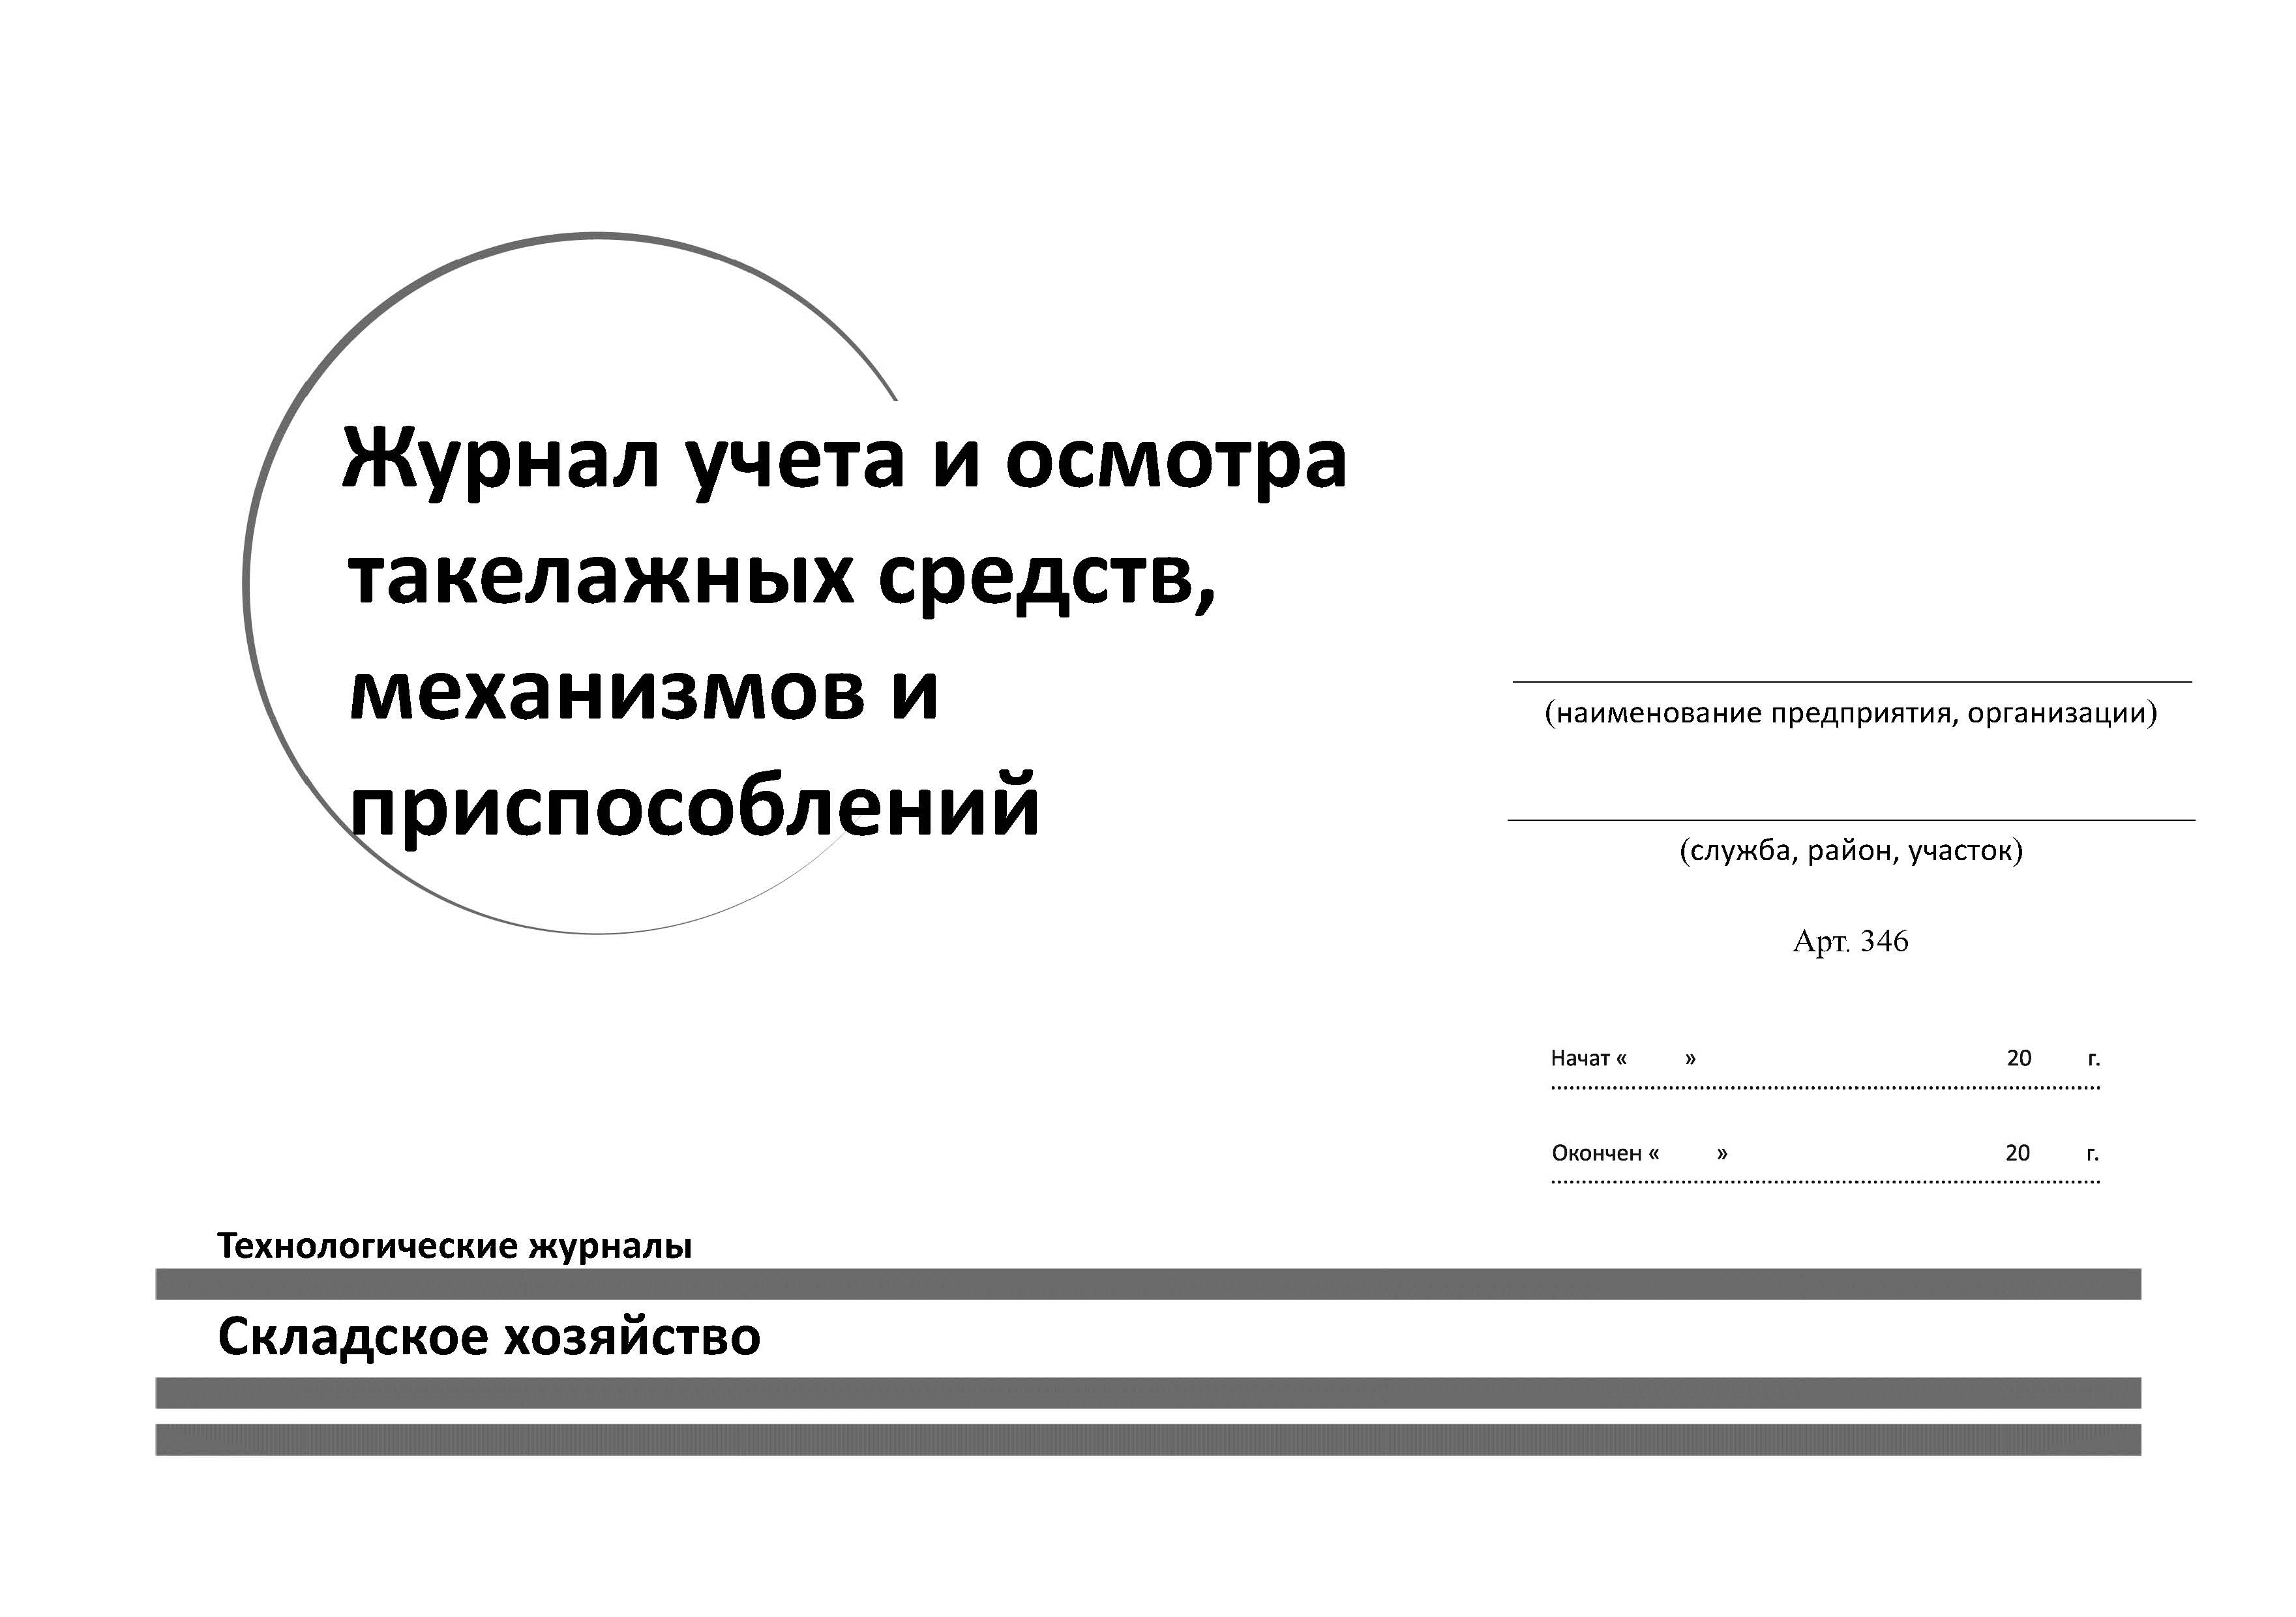 Журнал учета и осмотра
такелажных средств,
механизмов и
приспособлений
(наименование предприятия, организации)
(служба, район, участок)
Арт. 346
Начат « » 20 г.
Окончен « » 20 г.
Технологические журналы
Складское хозяйство